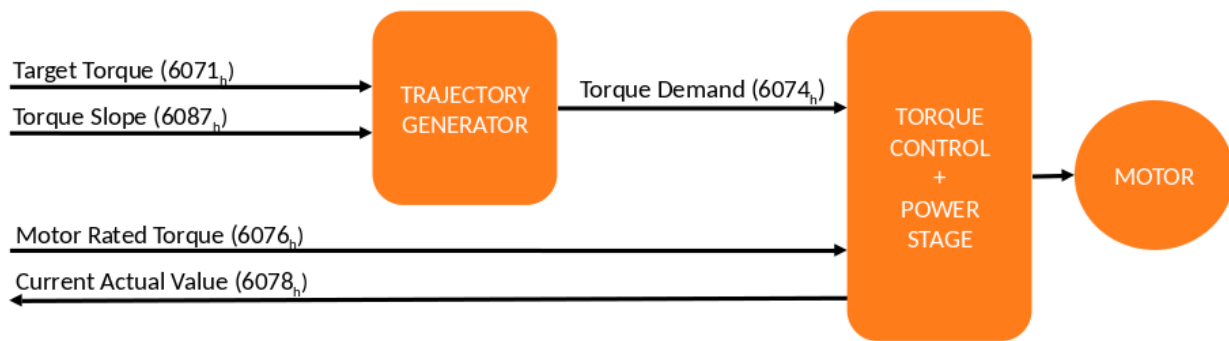 Target Torque (6071h)
Torque Slope (6087h)
TRAJECTORY
GENERATOR
Torque Demand (6074h)
Motor Rated Torque (6076h)
Current Actual Value (6078h)
TORQUE
CONTROL
+
POWER
STAGE
MOTOR